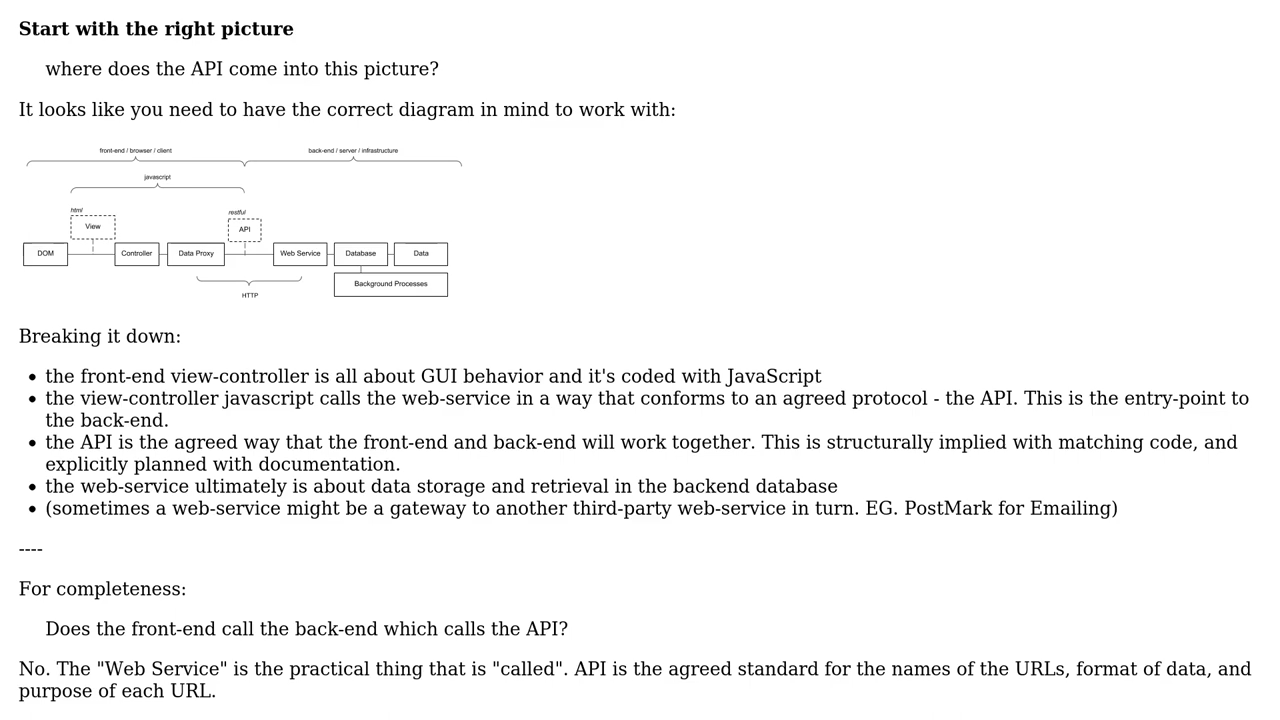 Start with the right picture
where does the API come into this picture?
It looks like you need to have the correct diagram in mind to work with:
front-end / browser / client
back-end / server / infrastructure
javascript
html
restful
View
API
DOM
Controller
Data Proxy
Web Service
Database
Data
Background Processes
HTTP
Breaking it down:
• the front-end view-controller is all about GUI behavior and it's coded with JavaScript
• the view-controller javascript calls the web-service in a way that conforms to an agreed protocol - the API. This is the entry-point to
the back-end.
• the API is the agreed way that the front-end and back-end will work together. This is structurally implied with matching code, and
explicitly planned with documentation.
• the web-service ultimately is about data storage and retrieval in the backend database
• (sometimes a web-service might be a gateway to another third-party web-service in turn. EG. PostMark for Emailing)
----
For completeness:
Does the front-end call the back-end which calls the API?
No. The "Web Service" is the practical thing that is "called". API is the agreed standard for the names of the URLs, format of data, and
purpose of each URL.